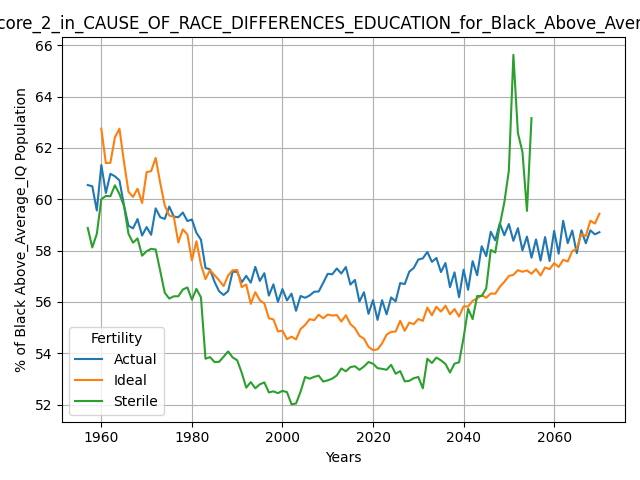 core_2_in_CAUSE_OF_RACE_DIFFERENCES_EDUCATION_for_Black_Above_Aver
% of Black Above_Average_IQ Population
66
64
62
60
58
56
54
52
Fertility
Actual
Ideal
Sterile
1960 1980 2000 2020 2040 2060
Years